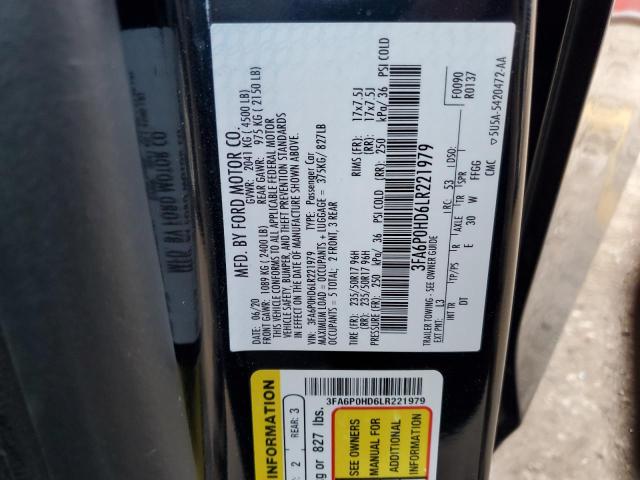 MFD. BY FORD MOTOR CO.
DATE: 06/20 GVWR: 2041 KG (4500 LB)
FRONT GAWR: 1089 KG (2400LB) REAR GAWR: 975 KG (2150 LB)
THIS VEHICLE CONFORMS TO ALL APPLICABLE FEDERAL MOTOR
VEHICLE SAFETY, BUMPER, AND THEFT PREVENTION STANDARDS
IN EFFECT ON THE DATE OF MANUFACTURE SHOWN ABOVE.
VIN: 3FA6P0HD6LR221979 TYPE: Passenger Car
MAXIMUM LOAD = OCCUPANTS + LUGGAGE = 375KG/ 827LB
OCCUPANTS = 5 TOTAL; 2 FRONT, 3 REAR
TIRE (FR): 235/50R17 96H RIMS (FR): 17x7.5J
(RR): 235/50R17 96H (RR): 17x7.5J
PRESSURE (FR): 250 kPa/ 36 PSI COLD (RR): 250 kPa/ 36 PSI COLD
3FA6P0HD6LR221979
TRAILER TOWING - SEE OWNER GUIDE
F0090
R0137
EXT PNT: L3 LRC: 53 LDSO:
INT TR TP/PS R AXLE TR SPR
DT E 30 W FFGG
CMC 5U5A-5420472-AA
INFORMATION
3FA6P0HD6LR221979
2 REAR: 3
or 827 lbs.
SEE OWNERS
MANUAL FOR
ADDITIONAL
INFORMATION